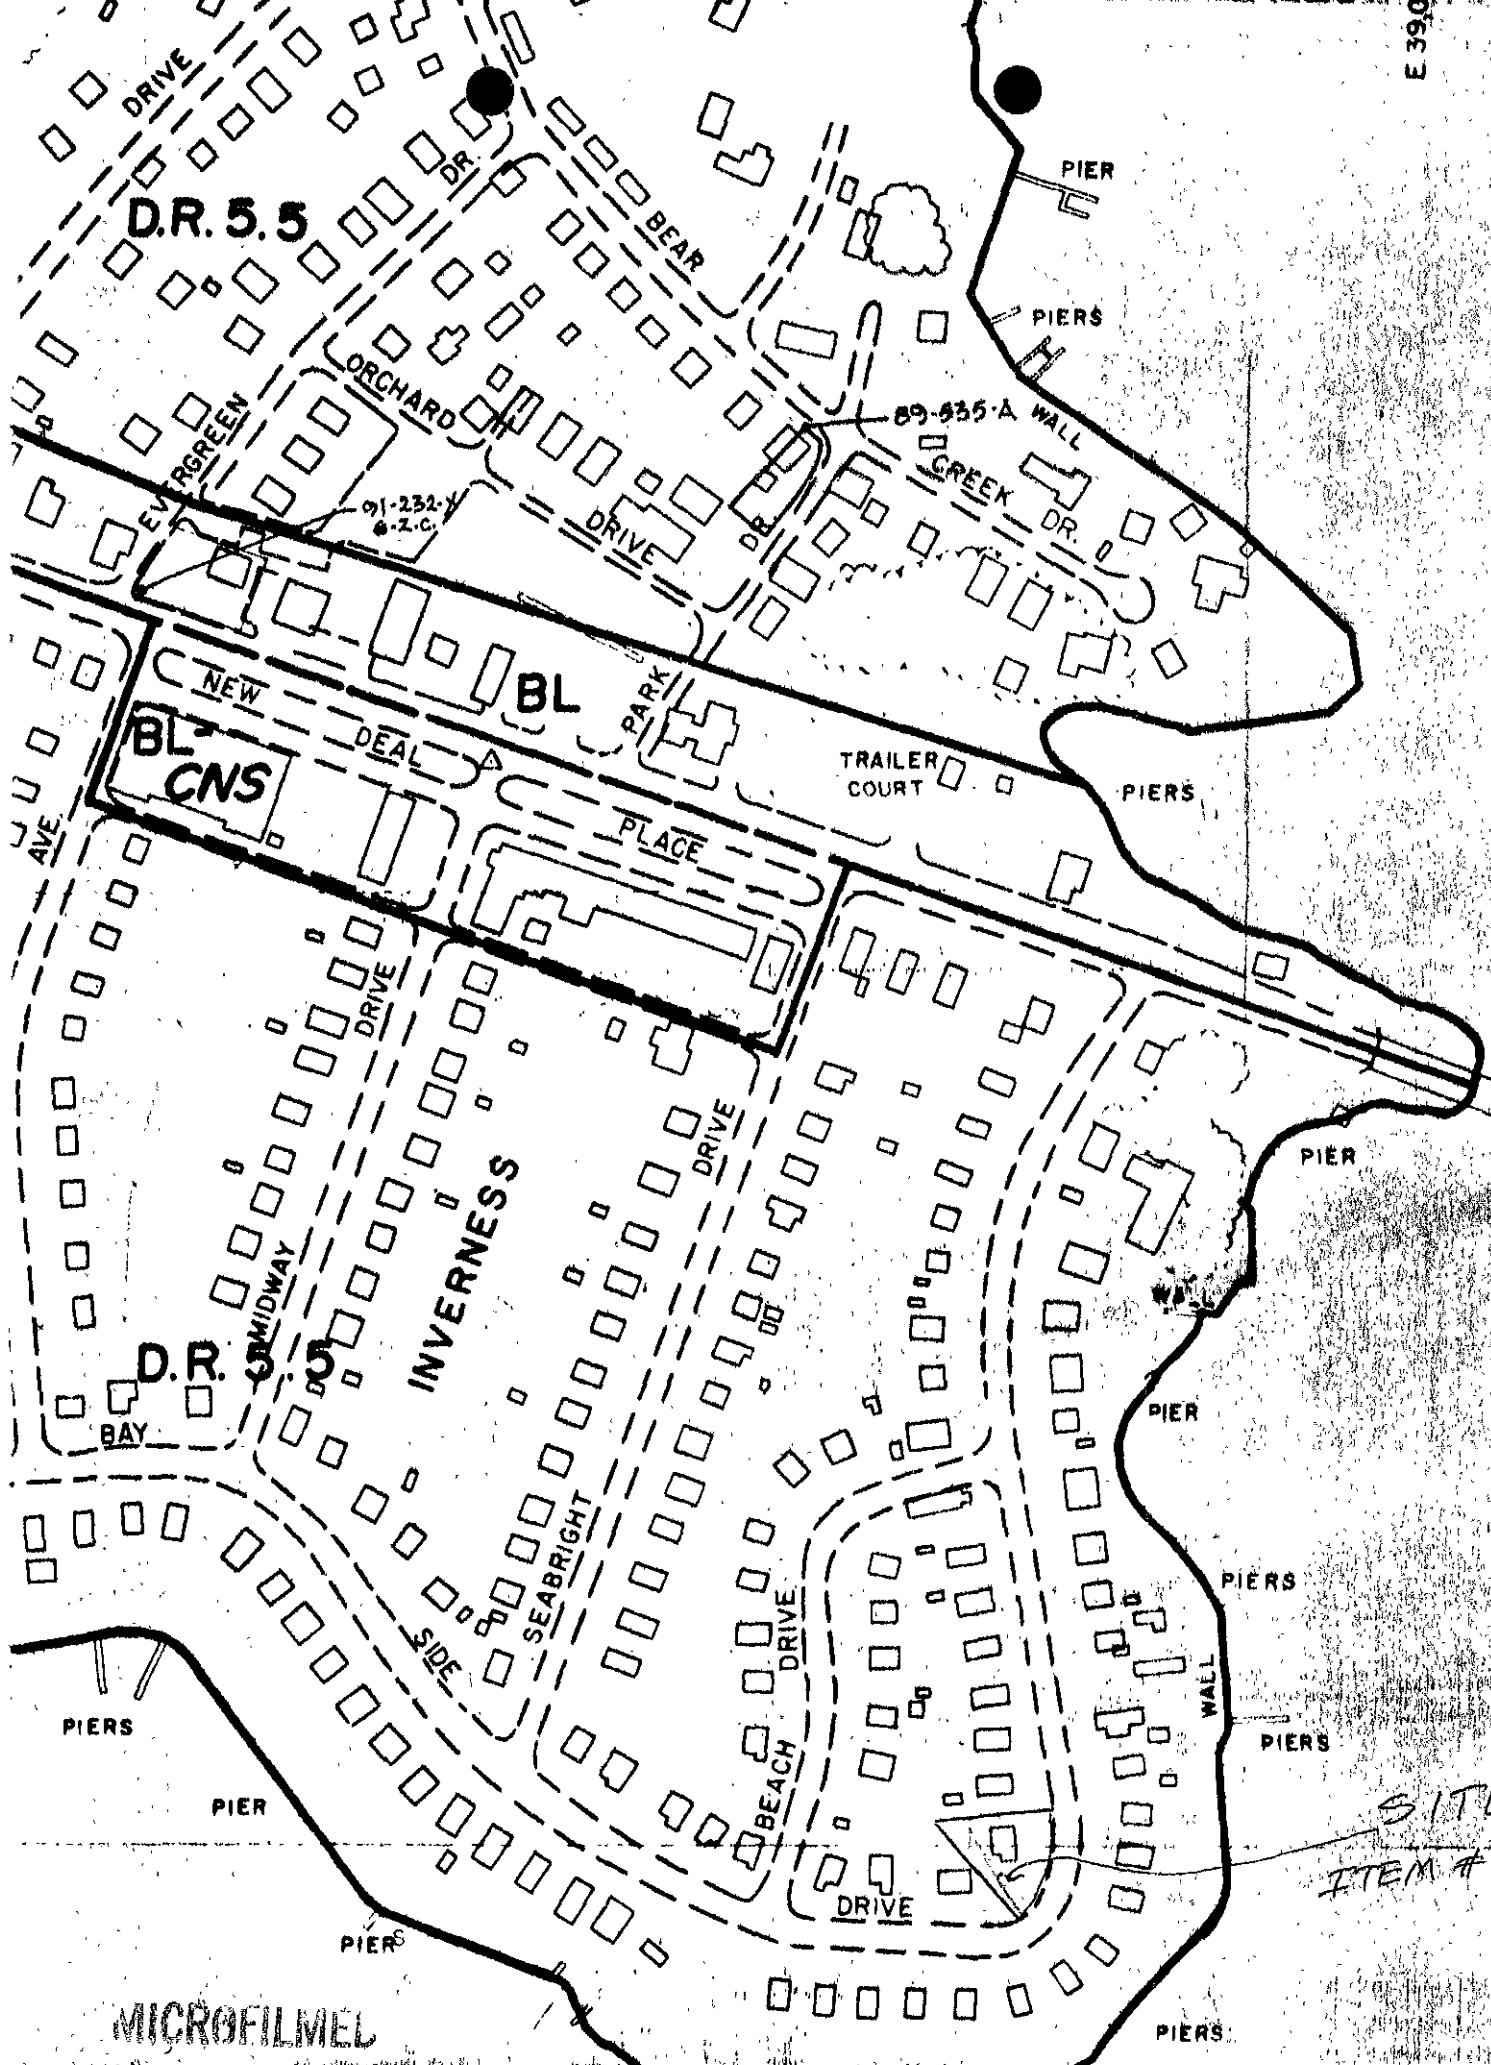 E 39,0
DRIVE
DR.
PIER
D.R. 5.5
BEAR
PIERS
ORCHARD
89-535-A
WALL
EVERGREEN
CREEK
91-232-X
DRIVE
DR.
DR.
NEW
BL
PARK
BL-
CNS
DEAL
TRAILER
COURT
PIERS
PLACE
AVE.
DRIVE
DRIVE
PIER
INVERNESS
MIDWAY
D.R. 5.5
BAY
PIER
SEABRIGHT
PIERS
SIDE
DRIVE
WALL
PIERS
PIERS
BEACH
PIER
SITE
ITEM #
DRIVE
PIERS
MICROFILMED
PIERS